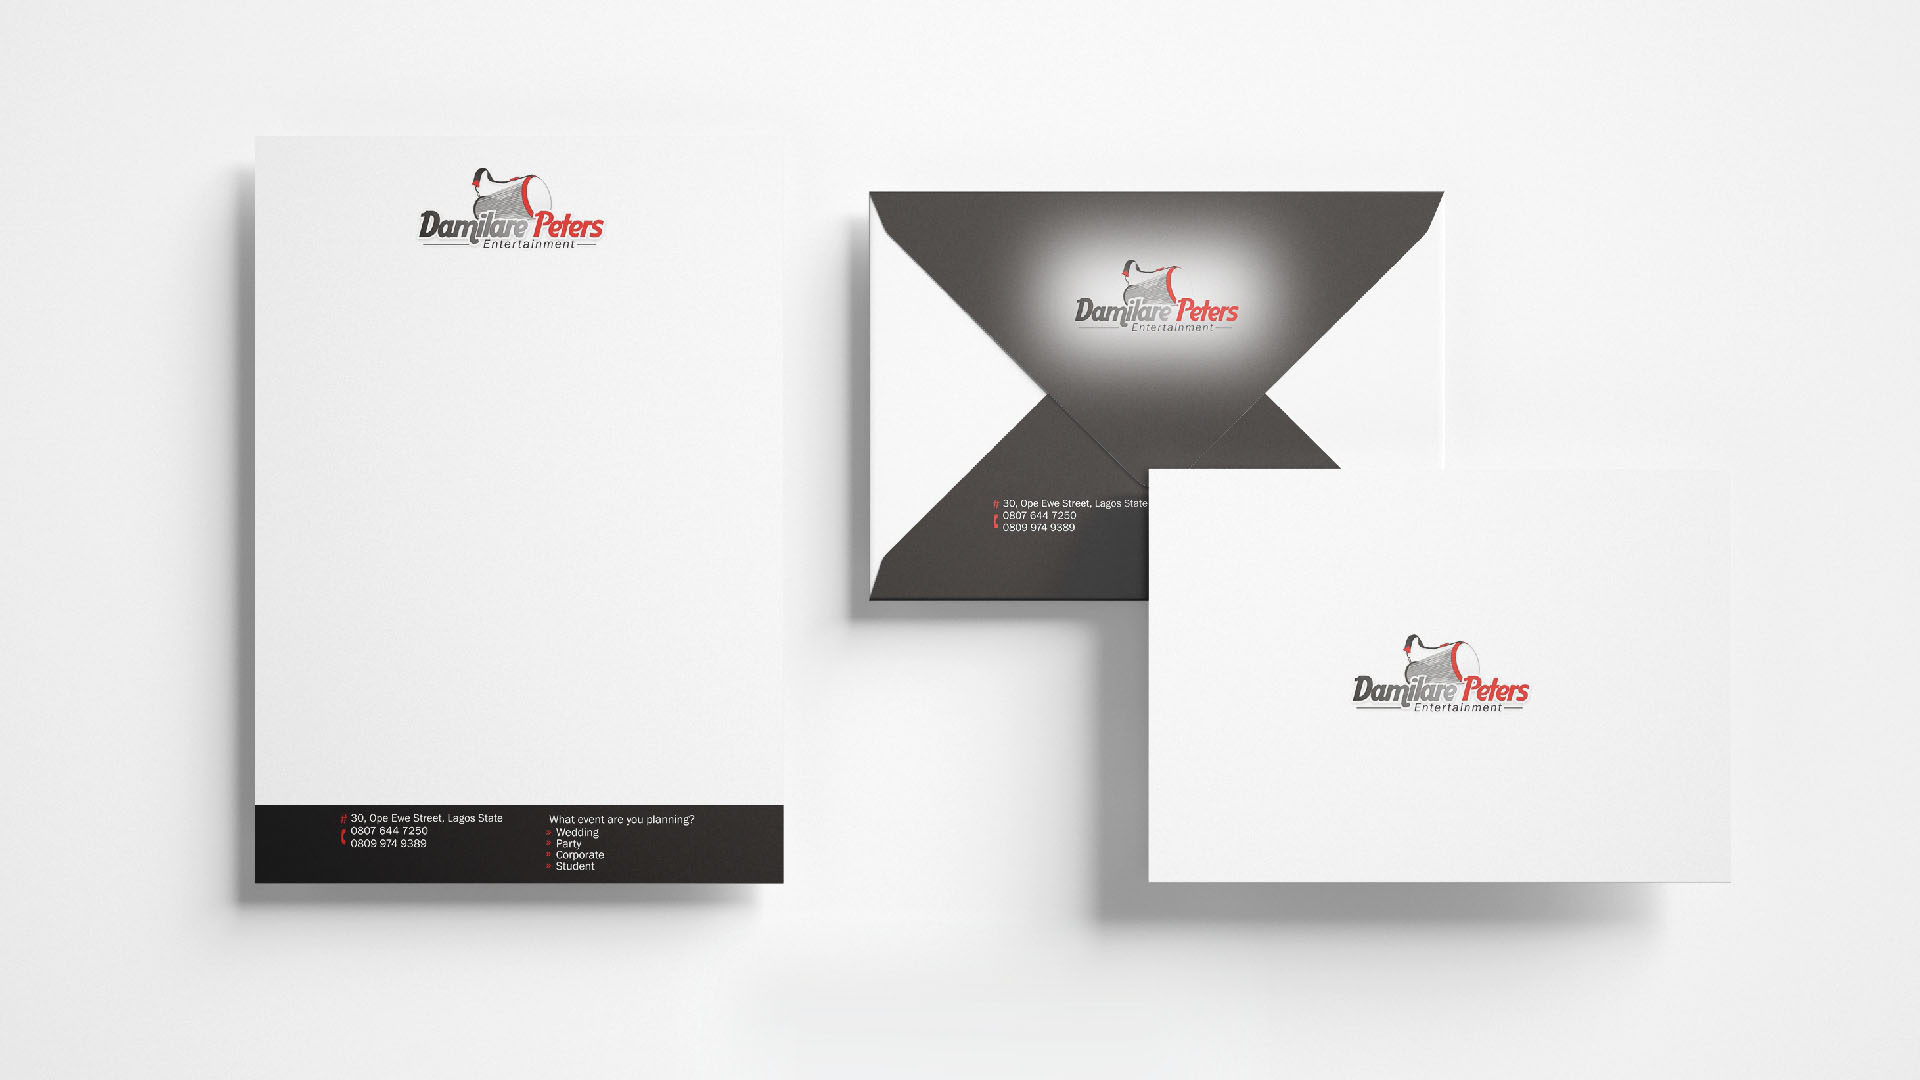 Damilare Peters
Entertainment
# 30, Ope Ewe Street, Lagos State
0807 644 7250
0809 974 9389
What event are you planning?
» Wedding
» Party
» Corporate
» Student
Damilare Peters
Entertainment
# 30, Ope Ewe Street, Lagos State
0807 644 7250
0809 974 9389
Damilare Peters
Entertainment